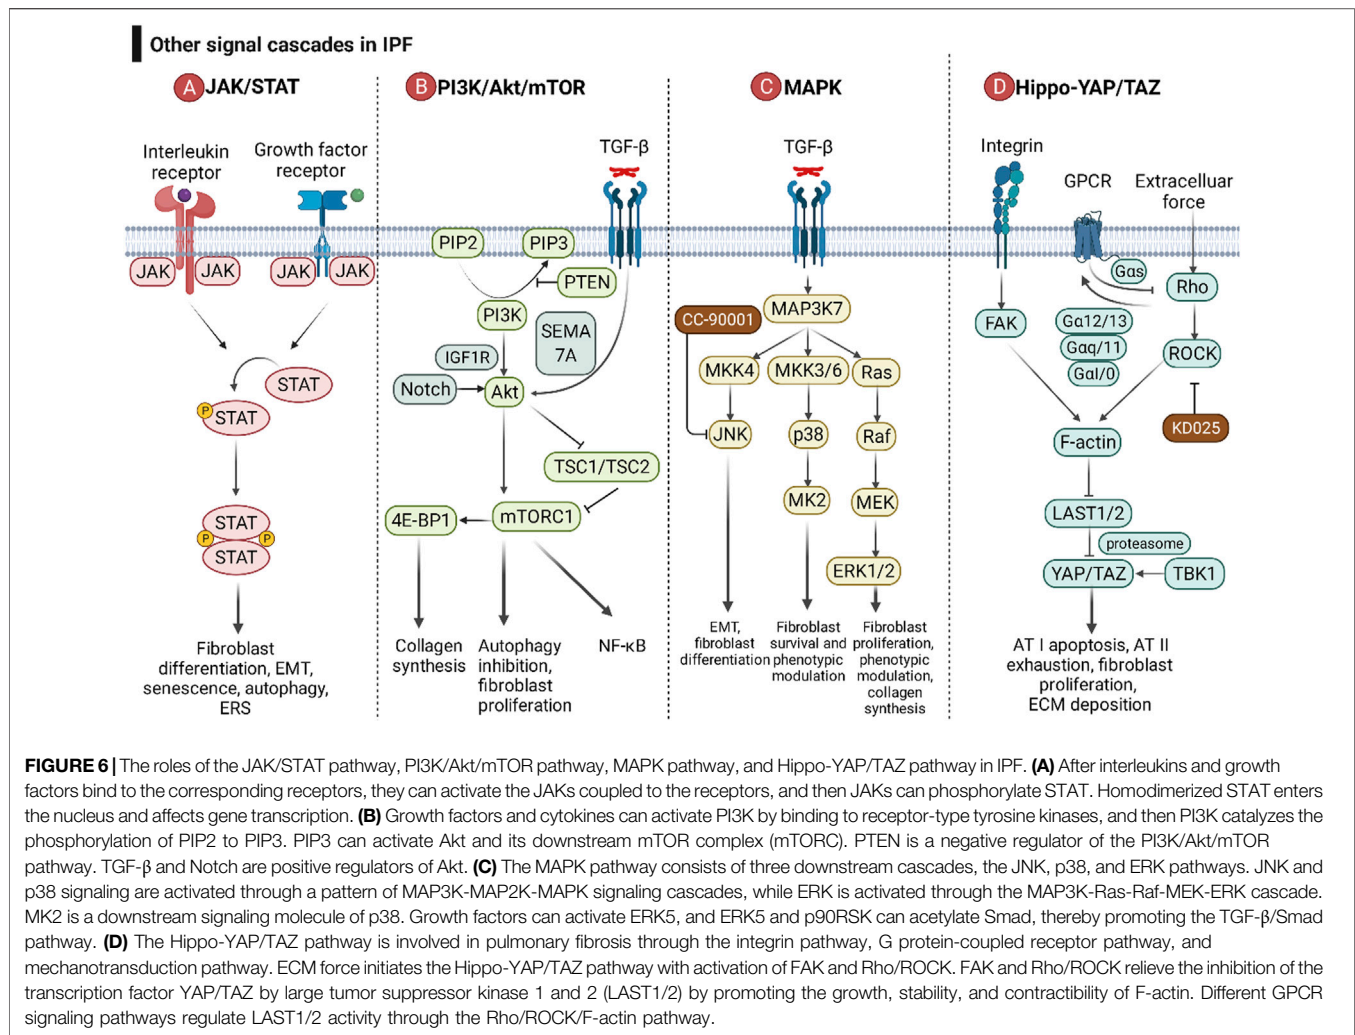 Other signal cascades in IPF
A JAK/STAT
Interleukin
receptor
Growth factor
receptor
JAK
JAK
JAK
JAK
STAT
P
STAT
STAT
P
P
STAT
Fibroblast
differentiation, EMT,
senescence, autophagy,
ERS
B PI3K/Akt/mTOR
TGF-β
PIP2
PIP3
PTEN
PI3K
SEMA
7A
IGF1R
Notch
Akt
TSC1/TSC2
4E-BP1
mTORC1
Collagen
synthesis
Autophagy
inhibition,
fibroblast
proliferation
NF-κB
C MAPK
TGF-β
MAP3K7
CC-90001
MKK4
MKK3/6
Ras
JNK
p38
Raf
MK2
MEK
ERK1/2
EMT,
fibroblast
differentiation
Fibroblast
survival and
phenotypic
modulation
Fibroblast
proliferation,
phenotypic
modulation,
collagen
synthesis
D Hippo-YAP/TAZ
Integrin
GPCR
Extracelluar
force
Gαs
Rho
FAK
Gα12/13
Gαq/11
GαI/0
ROCK
KD025
F-actin
LAST1/2
proteasome
YAP/TAZ
TBK1
AT I apoptosis, AT II
exhaustion, fibroblast
proliferation,
ECM deposition
FIGURE 6 | The roles of the JAK/STAT pathway, PI3K/Akt/mTOR pathway, MAPK pathway, and Hippo-YAP/TAZ pathway in IPF. (A) After interleukins and growth
factors bind to the corresponding receptors, they can activate the JAKs coupled to the receptors, and then JAKs can phosphorylate STAT. Homodimerized STAT enters
the nucleus and affects gene transcription. (B) Growth factors and cytokines can activate PI3K by binding to receptor-type tyrosine kinases, and then PI3K catalyzes the
phosphorylation of PIP2 to PIP3. PIP3 can activate Akt and its downstream mTOR complex (mTORC). PTEN is a negative regulator of the PI3K/Akt/mTOR
pathway. TGF-β and Notch are positive regulators of Akt. (C) The MAPK pathway consists of three downstream cascades, the JNK, p38, and ERK pathways. JNK and
p38 signaling are activated through a pattern of MAP3K-MAP2K-MAPK signaling cascades, while ERK is activated through the MAP3K-Ras-Raf-MEK-ERK cascade.
MK2 is a downstream signaling molecule of p38. Growth factors can activate ERK5, and ERK5 and p90RSK can acetylate Smad, thereby promoting the TGF-β/Smad
pathway. (D) The Hippo-YAP/TAZ pathway is involved in pulmonary fibrosis through the integrin pathway, G protein-coupled receptor pathway, and
mechanotransduction pathway. ECM force initiates the Hippo-YAP/TAZ pathway with activation of FAK and Rho/ROCK. FAK and Rho/ROCK relieve the inhibition of the
transcription factor YAP/TAZ by large tumor suppressor kinase 1 and 2 (LAST1/2) by promoting the growth, stability, and contractibility of F-actin. Different GPCR
signaling pathways regulate LAST1/2 activity through the Rho/ROCK/F-actin pathway.